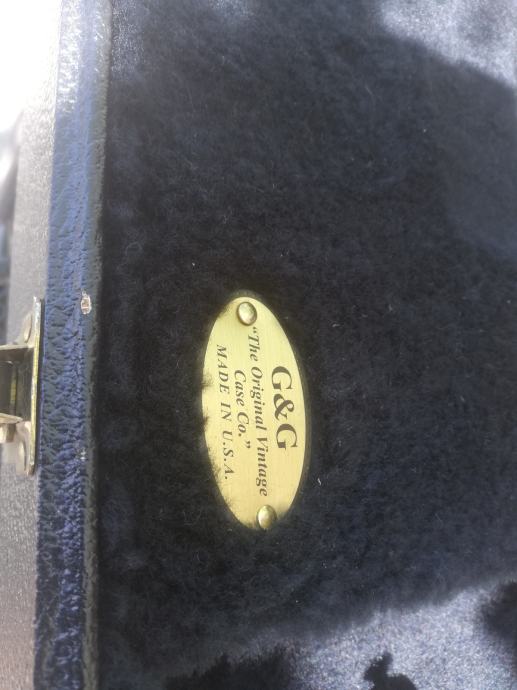 G&G
"The Original Vintage
Case Co."
MADE IN U.S.A.